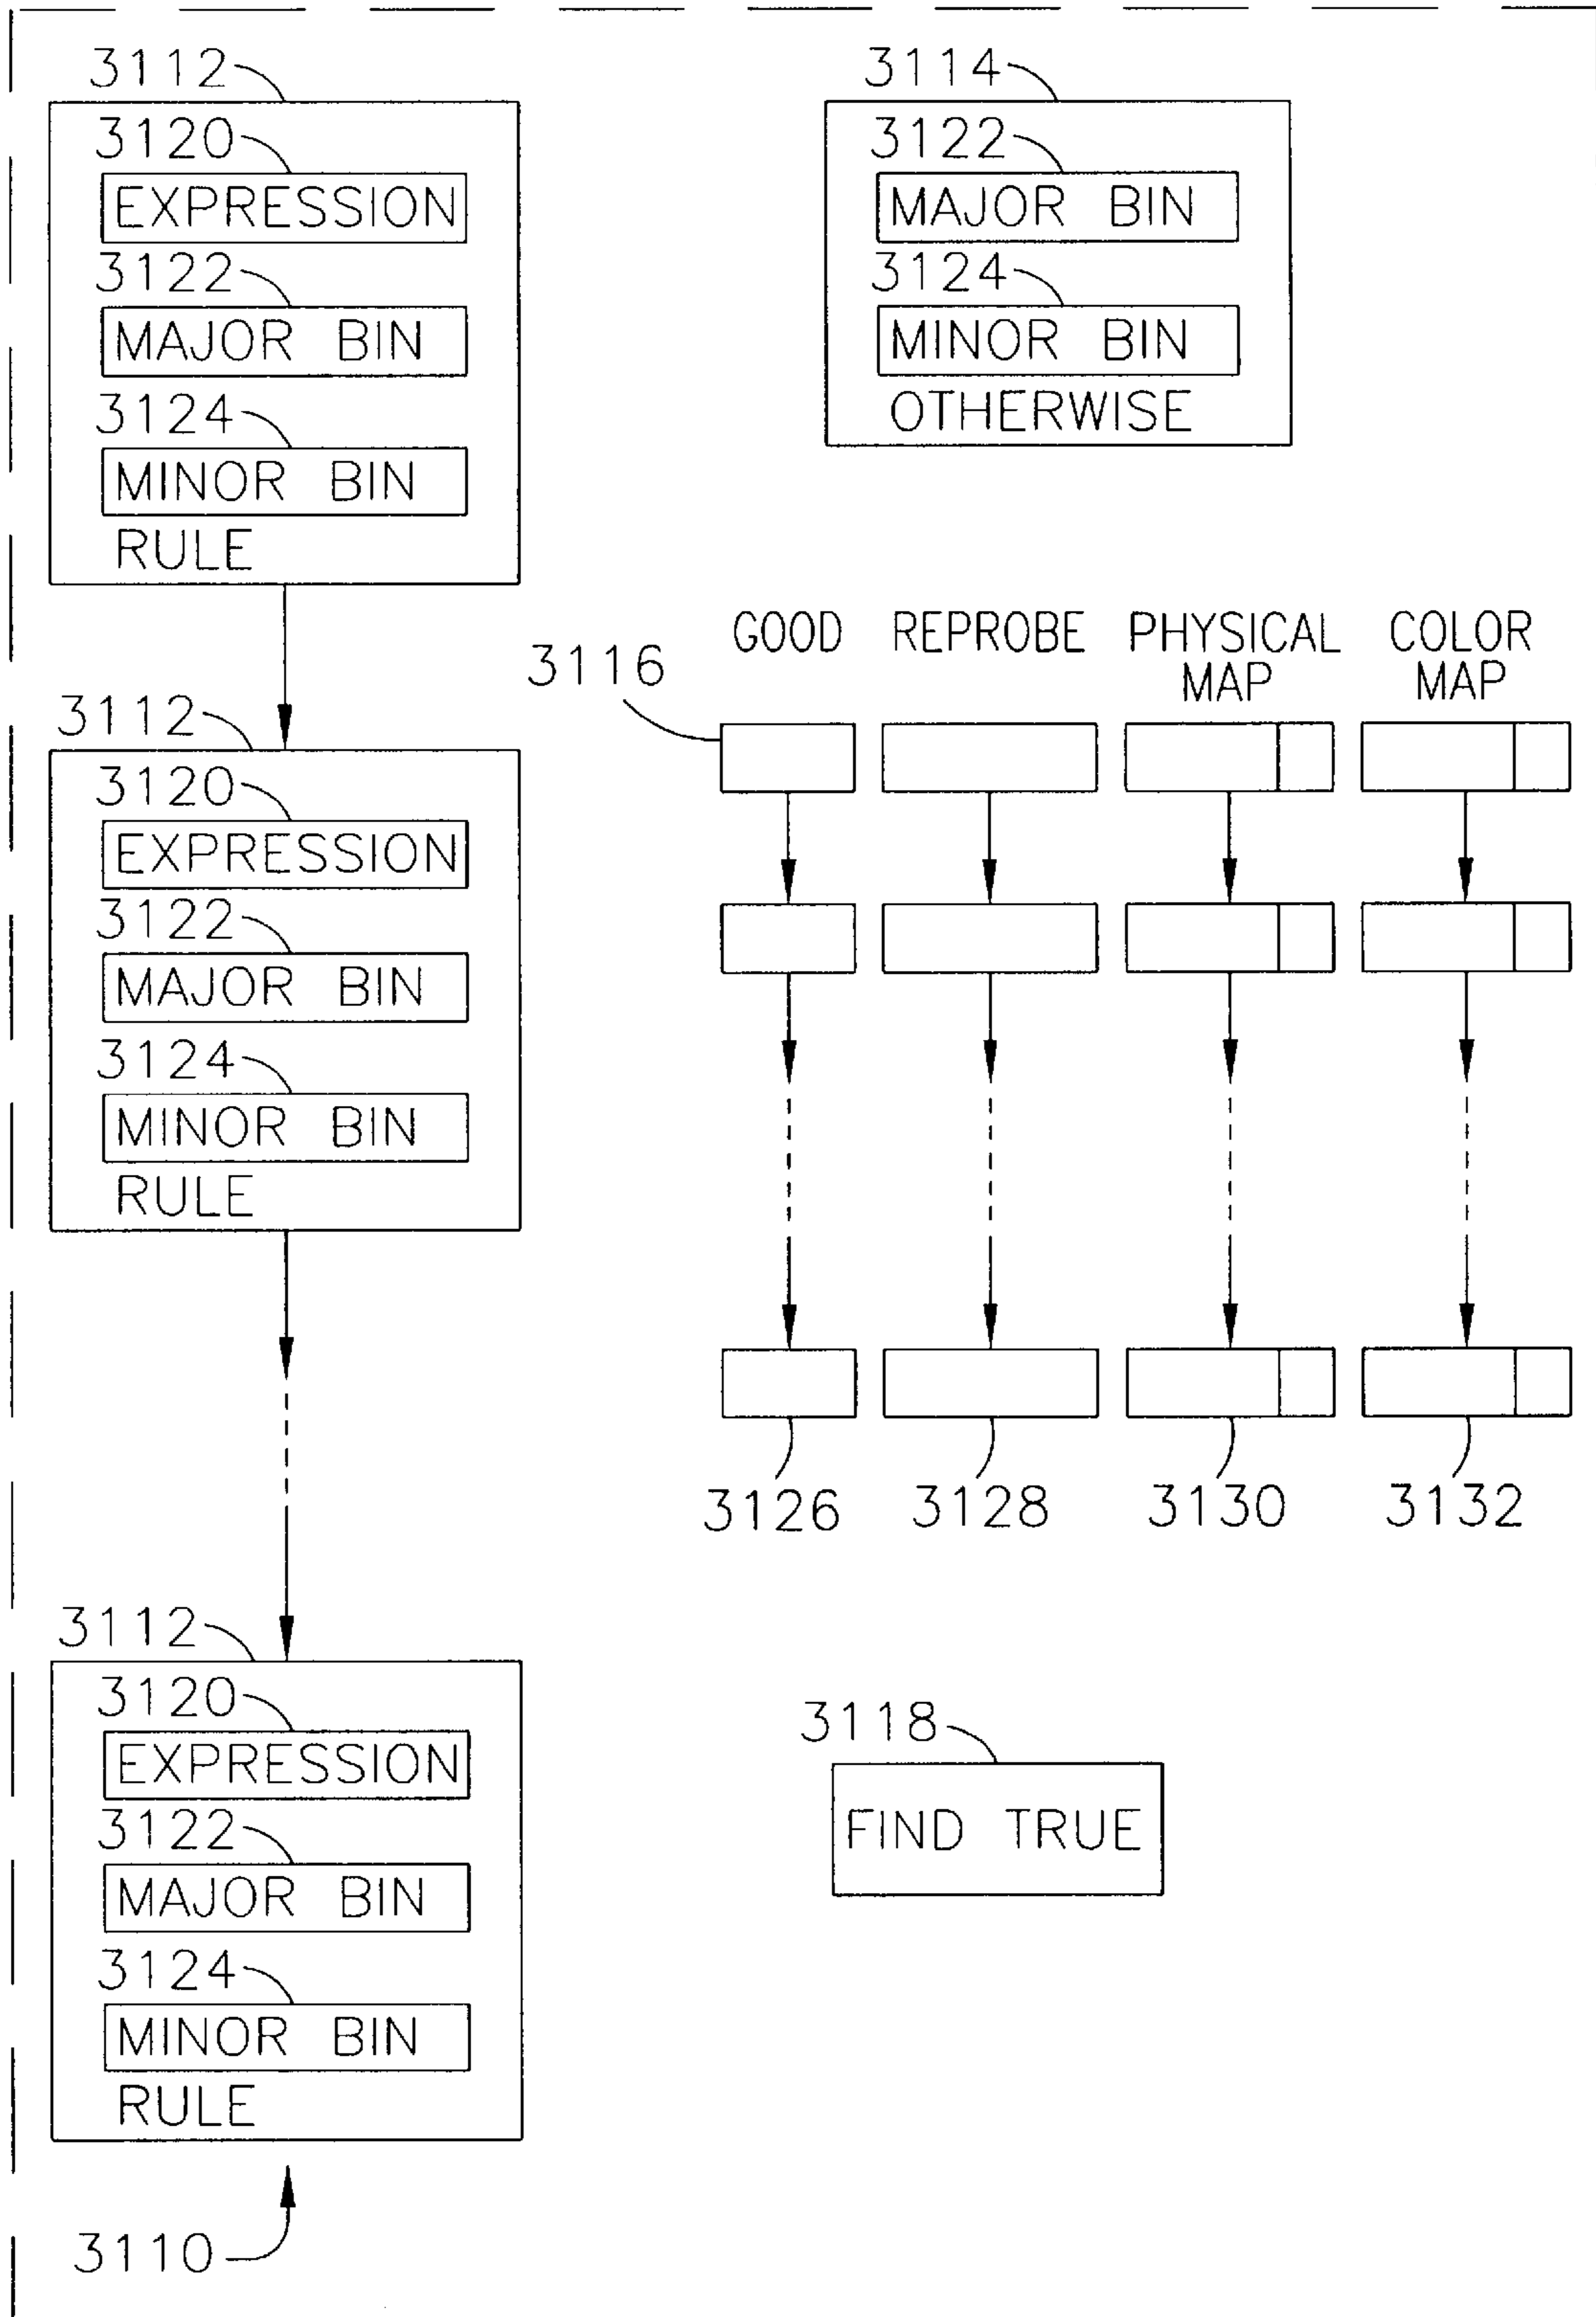 3112
3120
EXPRESSION
3122
MAJOR BIN
3124
MINOR BIN
RULE
3114
3122
MAJOR BIN
3124
MINOR BIN
OTHERWISE
3112
3120
EXPRESSION
3122
MAJOR BIN
3124
MINOR BIN
RULE
3116
GOOD
REPROBE
PHYSICAL
MAP
COLOR
MAP
3126
3128
3130
3132
3112
3120
EXPRESSION
3122
MAJOR BIN
3124
MINOR BIN
RULE
3118
FIND TRUE
3110